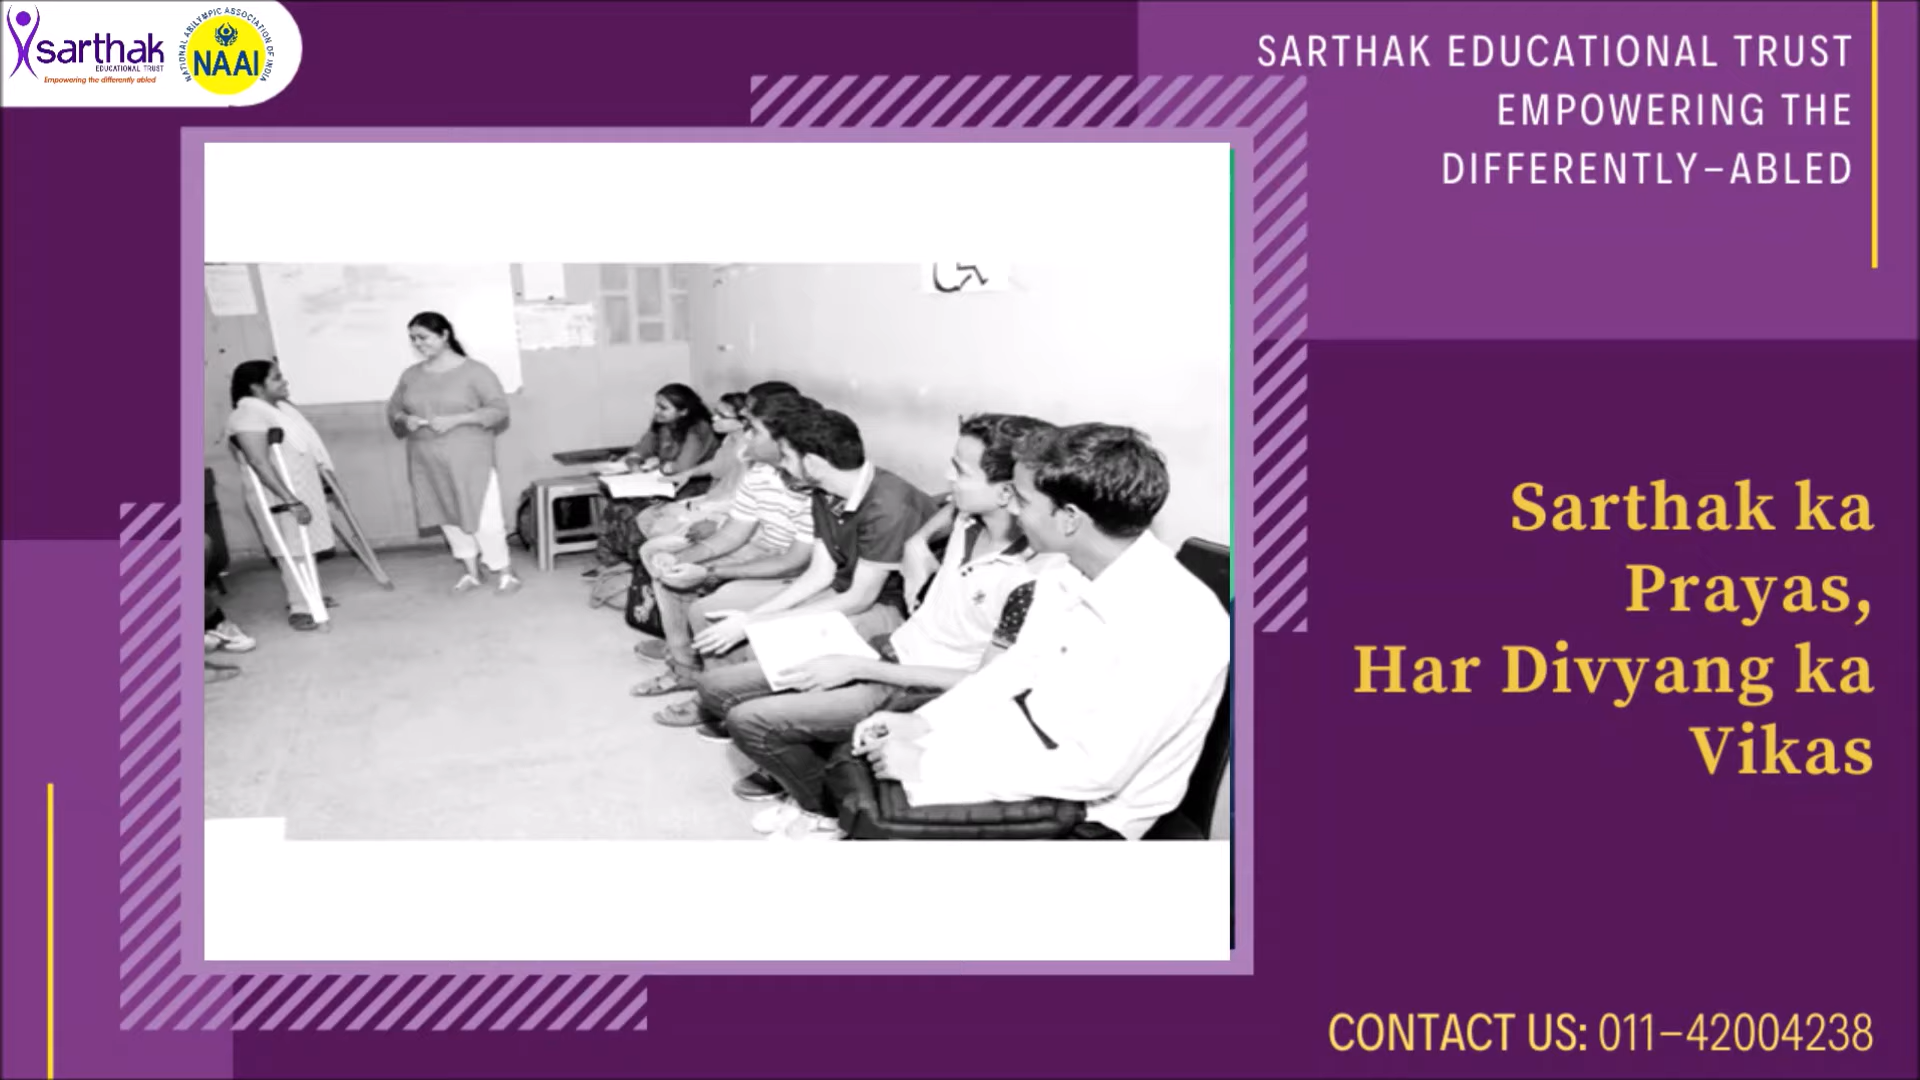 sarthak
EDUCATIONAL TRUST
Empowering the differently abled
NATIONAL ABILYMPIC ASSOCIATION OF INDIA
NAAI
SARTHAK EDUCATIONAL TRUST
EMPOWERING THE
DIFFERENTLY-ABLED
Sarthak ka
Prayas,
Har Divyang ka
Vikas
CONTACT US: 011-42004238